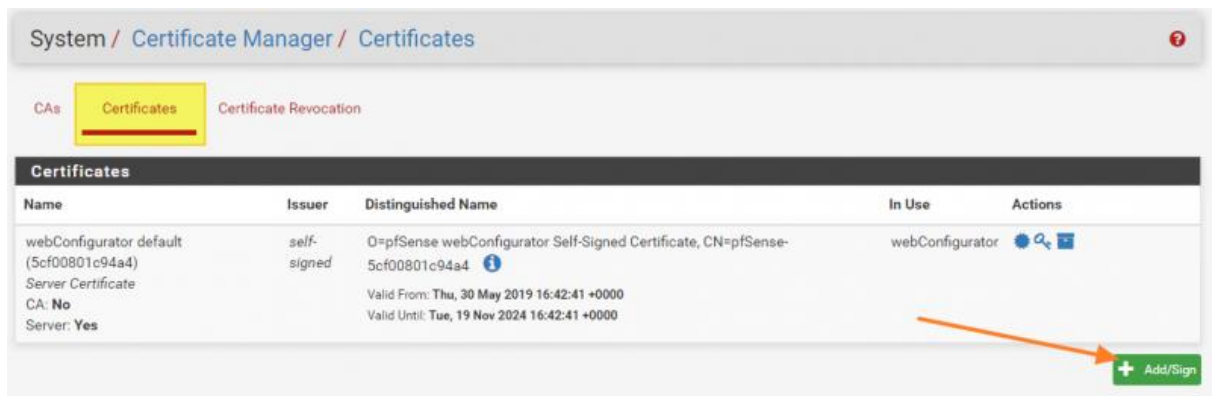 System / Certificate Manager / Certificates
CAs Certificates Certificate Revocation
Certificates
Name Issuer Distinguished Name In Use Actions
webConfigurator default self- O=pfSense webConfigurator Self-Signed Certificate, CN=pfSense- webConfigurator
(5cf00801c94a4) signed 5cf00801c94a4
Server Certificate
CA: No Valid From: Thu, 30 May 2019 16:42:41 +0000
Server: Yes Valid Until: Tue, 19 Nov 2024 16:42:41 +0000
Add/Sign